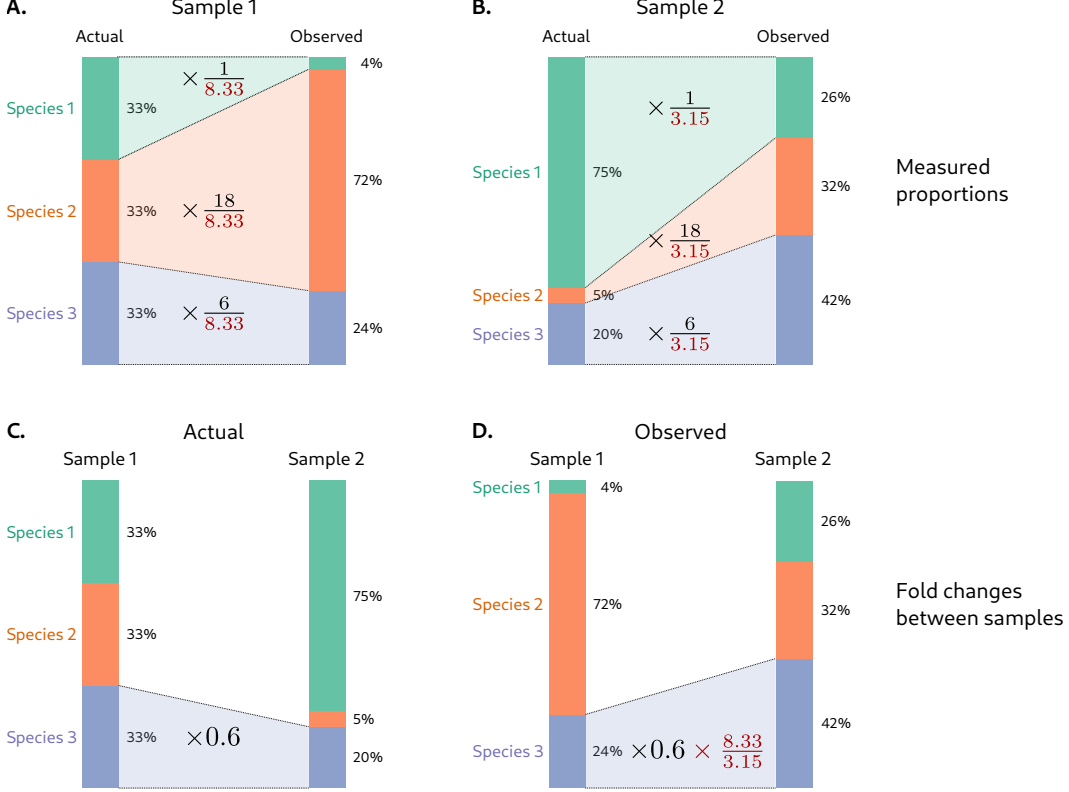 A.
Sample 1
Actual
Observed
Species 1
33%
× 1/8.33
4%
Species 2
33%
× 18/8.33
72%
Species 3
33%
× 6/8.33
24%
B.
Sample 2
Actual
Observed
Species 1
75%
× 1/3.15
26%
Species 2
5%
× 18/3.15
32%
Species 3
20%
× 6/3.15
42%
Measured
proportions
C.
Actual
Sample 1
Sample 2
Species 1
33%
75%
Species 2
33%
5%
Species 3
33%
×0.6
20%
D.
Observed
Sample 1
Sample 2
Species 1
4%
26%
Species 2
72%
32%
Species 3
24%
×0.6 × 8.33/3.15
42%
Fold changes
between samples